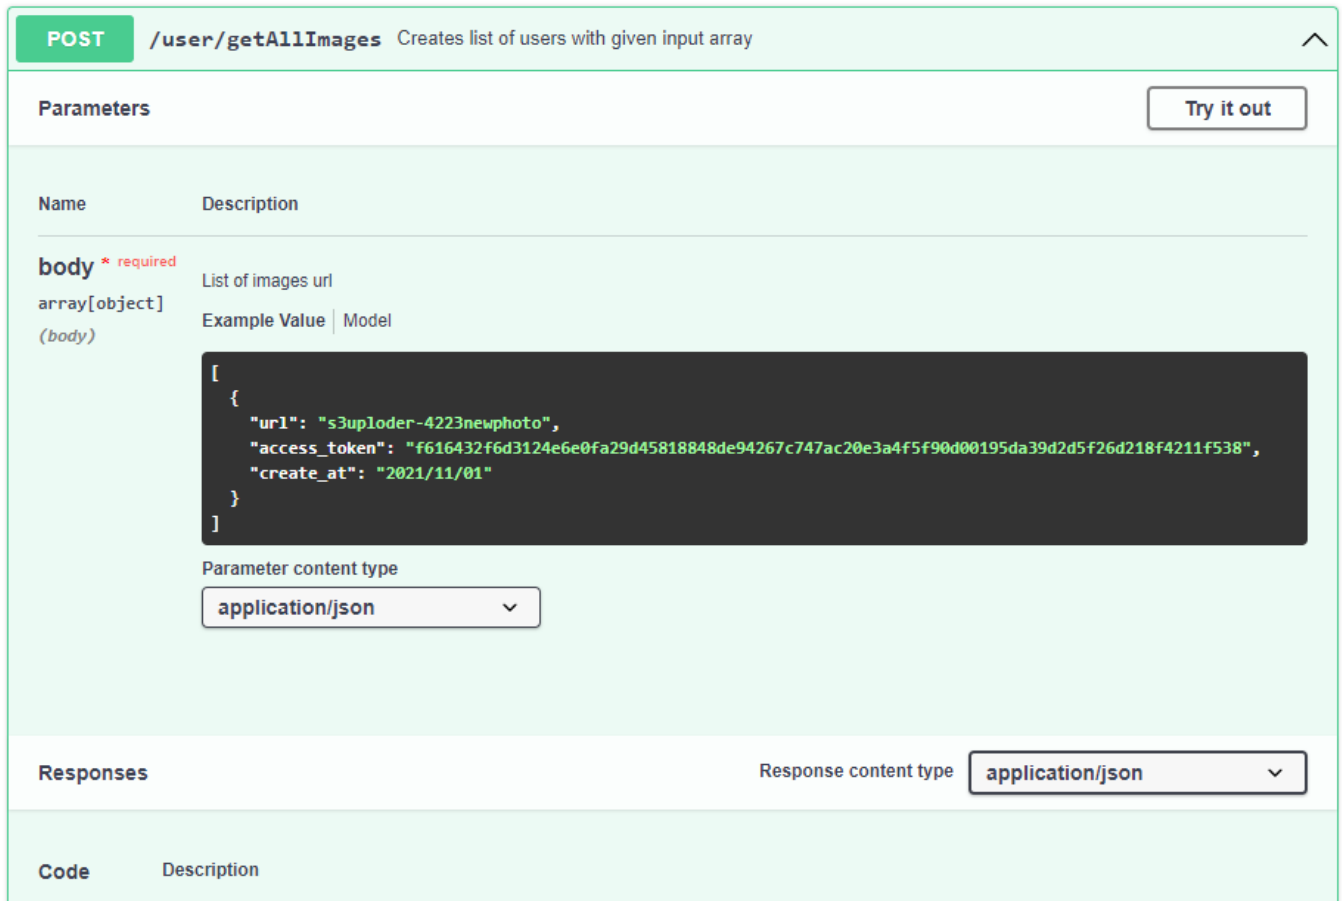 POST /user/getAllImages Creates list of users with given input array
Parameters
Try it out
Name Description
body * required
array[object]
(body)
List of images url
Example Value Model
[
{
"url": "s3uploder-4223newphoto",
"access_token": "f616432f6d3124e6e0fa29d45818848de94267c747ac20e3a4f5f90d00195da39d2d5f26d218f4211f538",
"create_at": "2021/11/01"
}
]
Parameter content type
application/json
Responses
Response content type application/json
Code Description